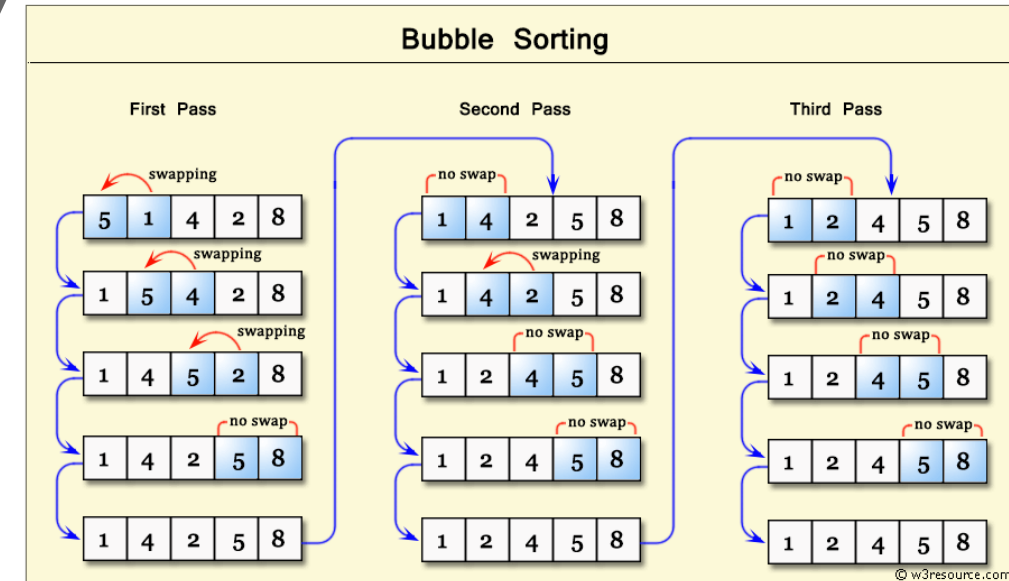 Bubble Sorting
First Pass
swapping
5 1 4 2 8
swapping
1 5 4 2 8
swapping
1 4 5 2 8
no swap
1 4 2 5 8
1 4 2 5 8
Second Pass
no swap
1 4 2 5 8
swapping
1 4 2 5 8
no swap
1 2 4 5 8
no swap
1 2 4 5 8
1 2 4 5 8
Third Pass
no swap
1 2 4 5 8
no swap
1 2 4 5 8
no swap
1 2 4 5 8
no swap
1 2 4 5 8
1 2 4 5 8
© w3resource.com